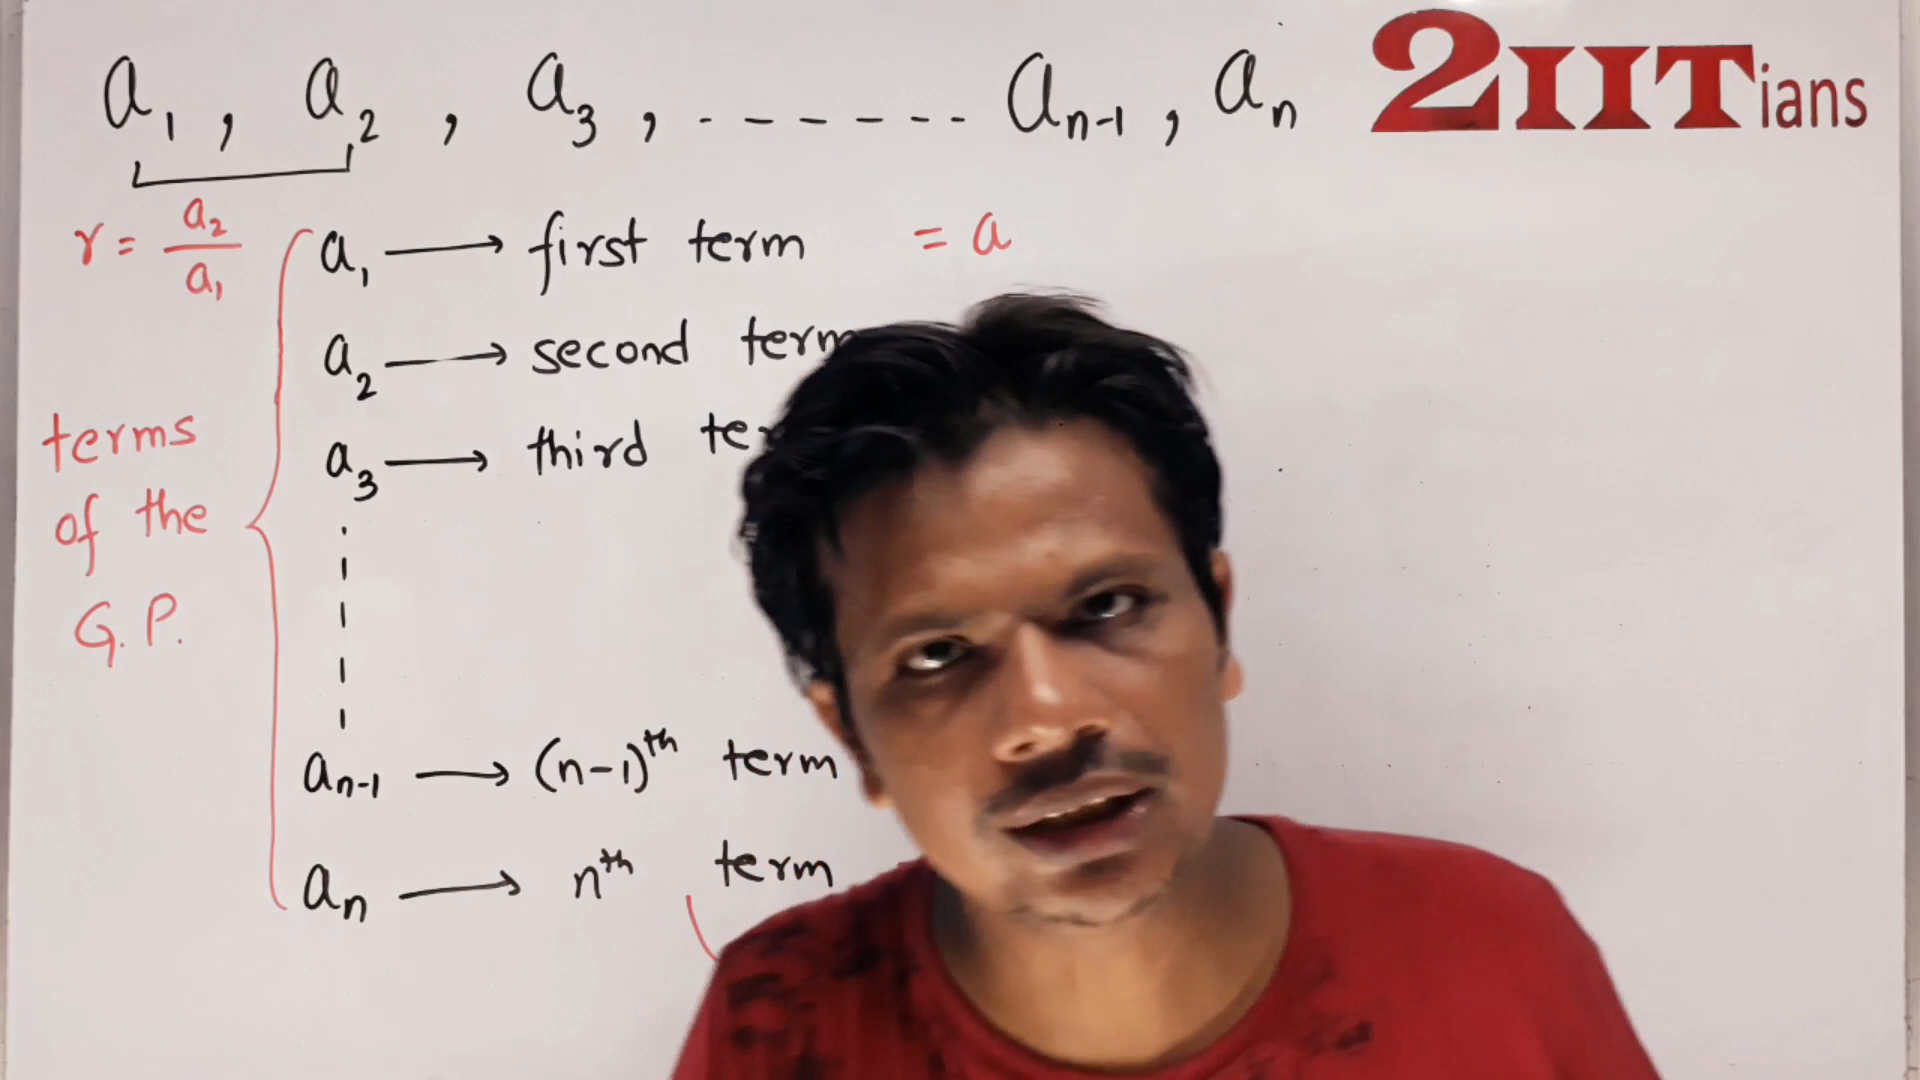 a₁ , a₂ , a₃ , - - - - - - - aₙ₋₁ , aₙ
2IITians
r = a₂/a₁
a₁ ⟶ first term = a
a₂ ⟶ second term
a₃ ⟶ third
terms
of the
G.P.
aₙ₋₁ ⟶ (n-1)ᵗʰ term
aₙ ⟶ nᵗʰ term